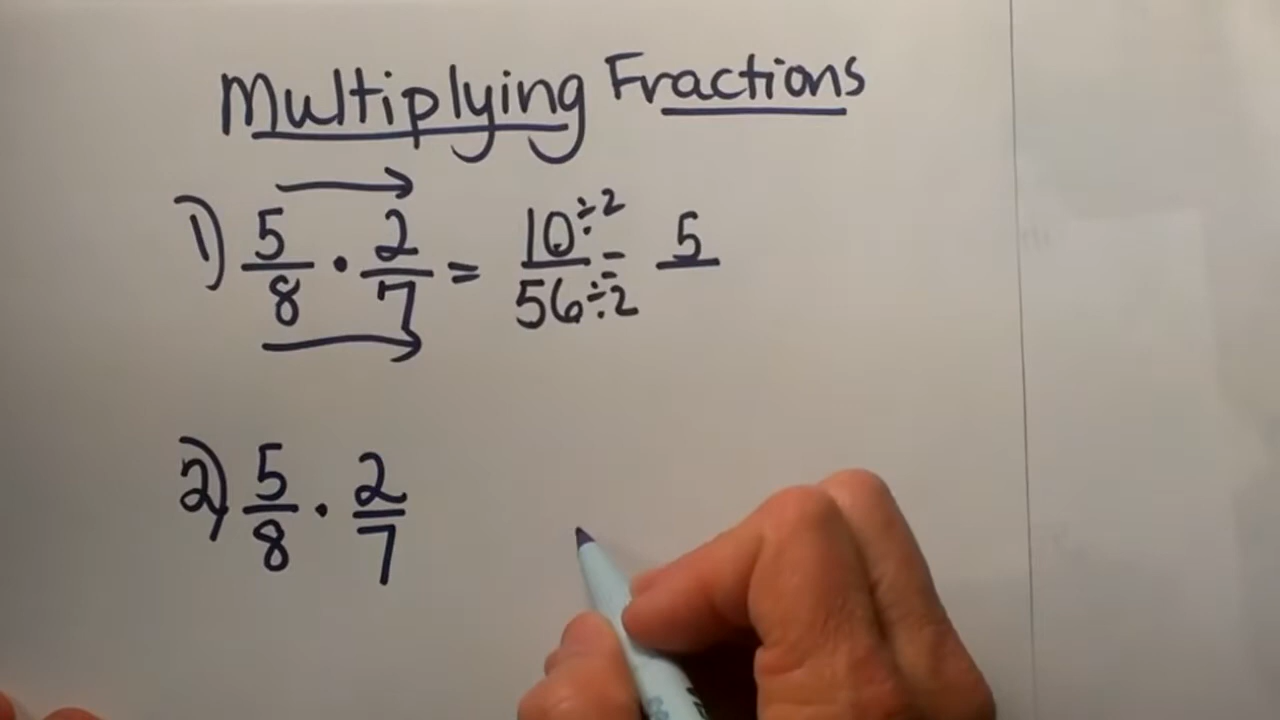 Multiplying Fractions
1) 5/8 · 2/7 = 10÷2/56÷2 = 5/
2) 5/8 · 2/7